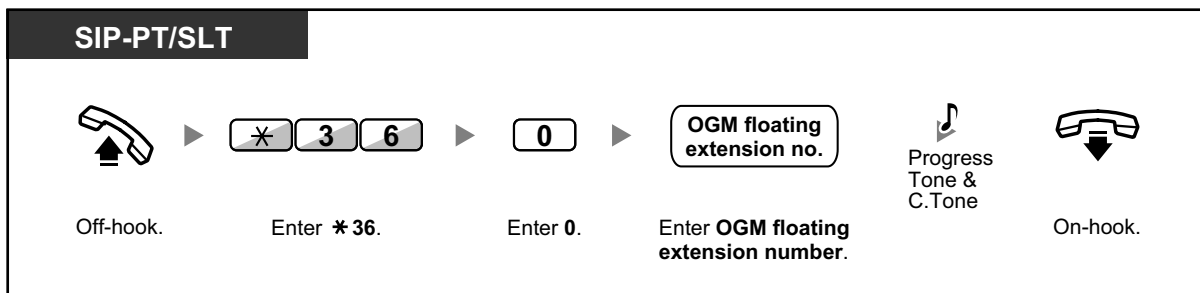 SIP-PT/SLT
* 3 6
0
OGM floating
extension no.
Progress
Tone &
C.Tone
Off-hook.
Enter * 36.
Enter 0.
Enter OGM floating
extension number.
On-hook.